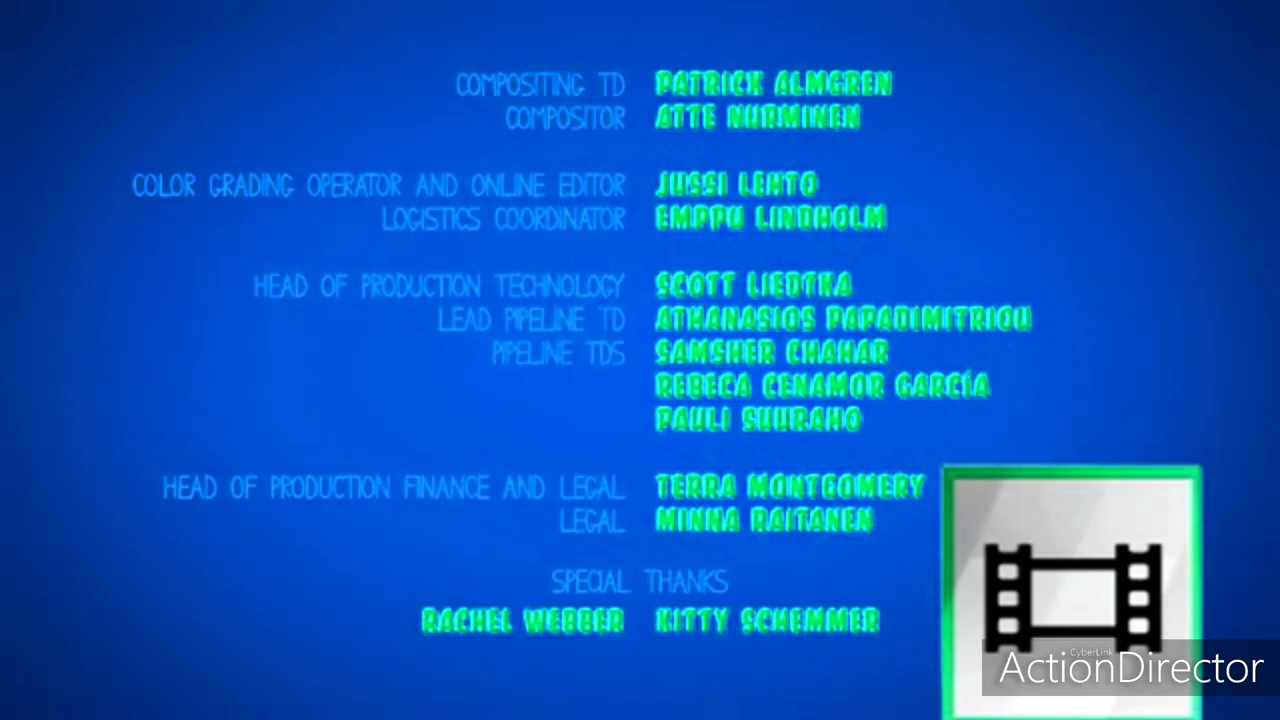 COMPOSITING TD PATRICK ALMGREN
COMPOSITOR ATTE NURMINEN
COLOR GRADING OPERATOR AND ONLINE EDITOR JUSSI LEHTO
LOGISTICS COORDINATOR EMPPU LINDHOLM
HEAD OF PRODUCTION TECHNOLOGY SCOTT LIEDTKA
LEAD PIPELINE TD ATHANASIOS PAPADIMITRIOU
PIPELINE TDS SAMSHER CHAHAR
REBECA CENAMOR GARCÍA
PAULI SUURAHO
HEAD OF PRODUCTION FINANCE AND LEGAL TERRA MONTGOMERY
LEGAL MINNA RAITANEN
SPECIAL THANKS
RACHEL WEBBER KITTY SCHEMMER
CyberLink
ActionDirector